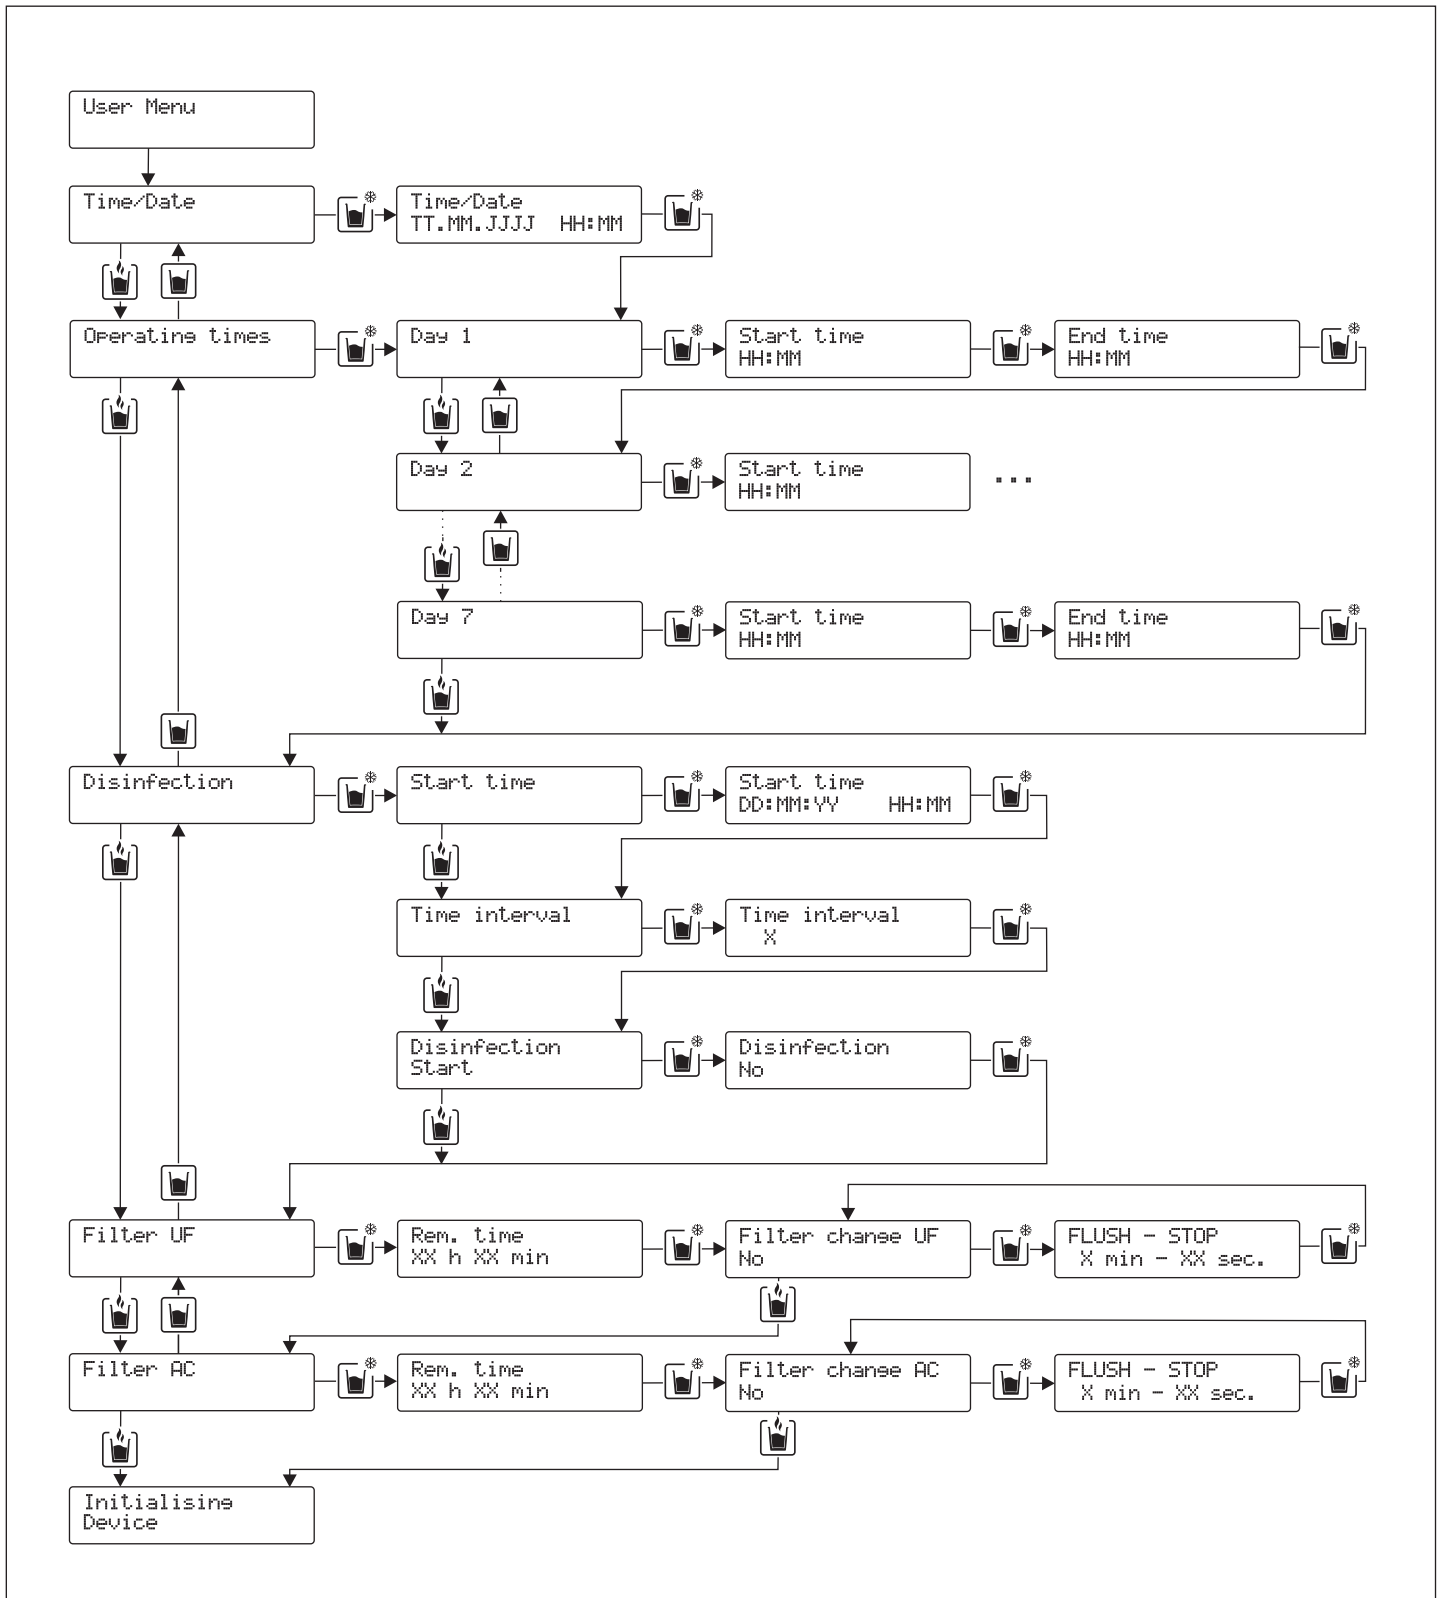 User Menu
Time/Date
Time/Date
TT.MM.JJJJ HH:MM
Operating times
Day 1
Start time
HH:MM
End time
HH:MM
Day 2
Start time
HH:MM
...
Day 7
Start time
HH:MM
End time
HH:MM
Disinfection
Start time
Start time
DD:MM:YY HH:MM
Time interval
Time interval
X
Disinfection
Start
Disinfection
No
Filter UF
Rem. time
XX h XX min
Filter change UF
No
FLUSH - STOP
X min - XX sec.
Filter AC
Rem. time
XX h XX min
Filter change AC
No
FLUSH - STOP
X min - XX sec.
Initialising
Device